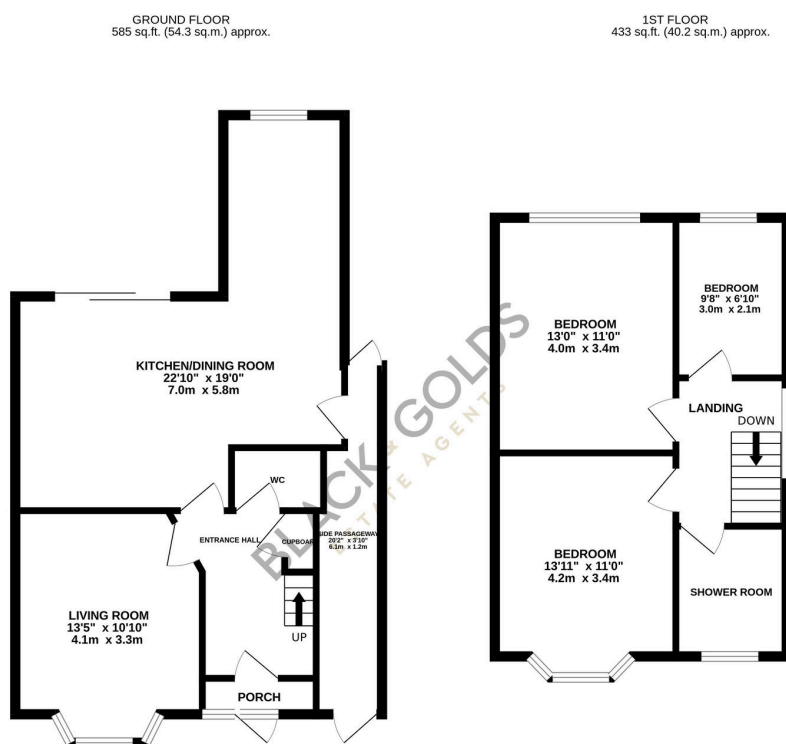 GROUND FLOOR
585 sq.ft. (54.3 sq.m.) approx.
1ST FLOOR
433 sq.ft. (40.2 sq.m.) approx.
KITCHEN/DINING ROOM
22'10" x 19'0"
7.0m x 5.8m
WC
ENTRANCE HALL
CUPBOARD
SIDE PASSAGEWAY
20'2" x 3'10"
6.1m x 1.2m
LIVING ROOM
13'5" x 10'10"
4.1m x 3.3m
UP
PORCH
BEDROOM
13'0" x 11'0"
4.0m x 3.4m
BEDROOM
9'8" x 6'10"
3.0m x 2.1m
LANDING
DOWN
BEDROOM
13'11" x 11'0"
4.2m x 3.4m
SHOWER ROOM
BLACK & GOLDS
ESTATE AGENTS